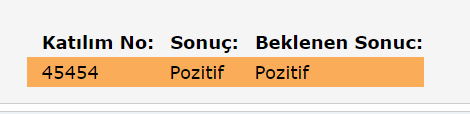 Katılım No: Sonuç: Beklenen Sonuc:
45454 Pozitif Pozitif